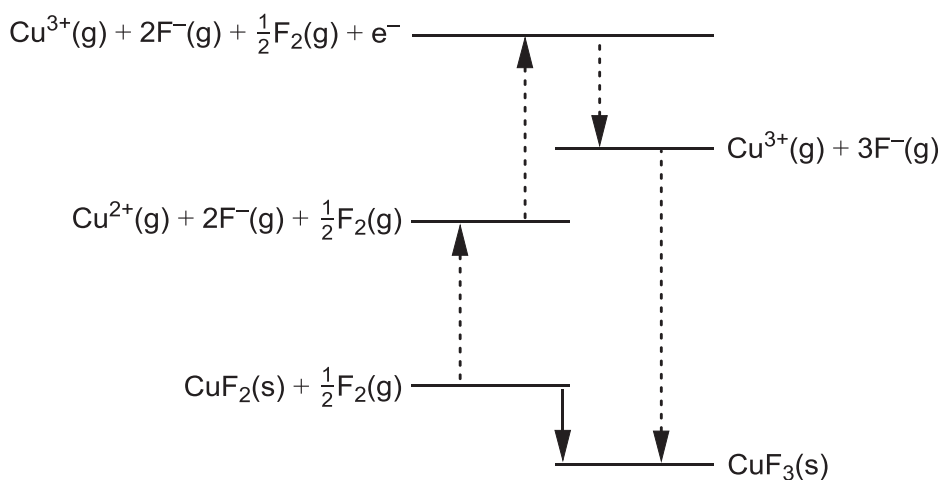 Cu³⁺(g) + 2F⁻(g) + ½F₂(g) + e⁻
Cu³⁺(g) + 3F⁻(g)
Cu²⁺(g) + 2F⁻(g) + ½F₂(g)
CuF₂(s) + ½F₂(g)
CuF₃(s)